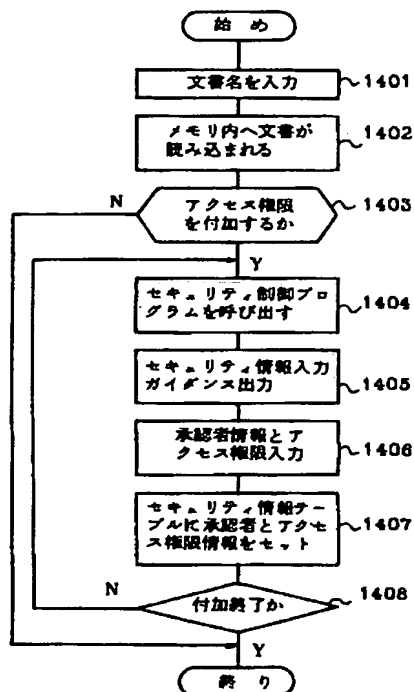 始め
文書名を入力
1401
メモリ内へ文書が
読み込まれる
1402
アクセス権限
を付加するか
1403
N
Y
セキュリティ制御プロ
グラムを呼び出す
1404
セキュリティ情報入力
ガイダンス出力
1405
承認者情報とア
クセス権限入力
1406
セキュリティ情報テー
ブルに承認者とアクセ
ス権限情報をセット
1407
付加終了か
1408
N
Y
終り